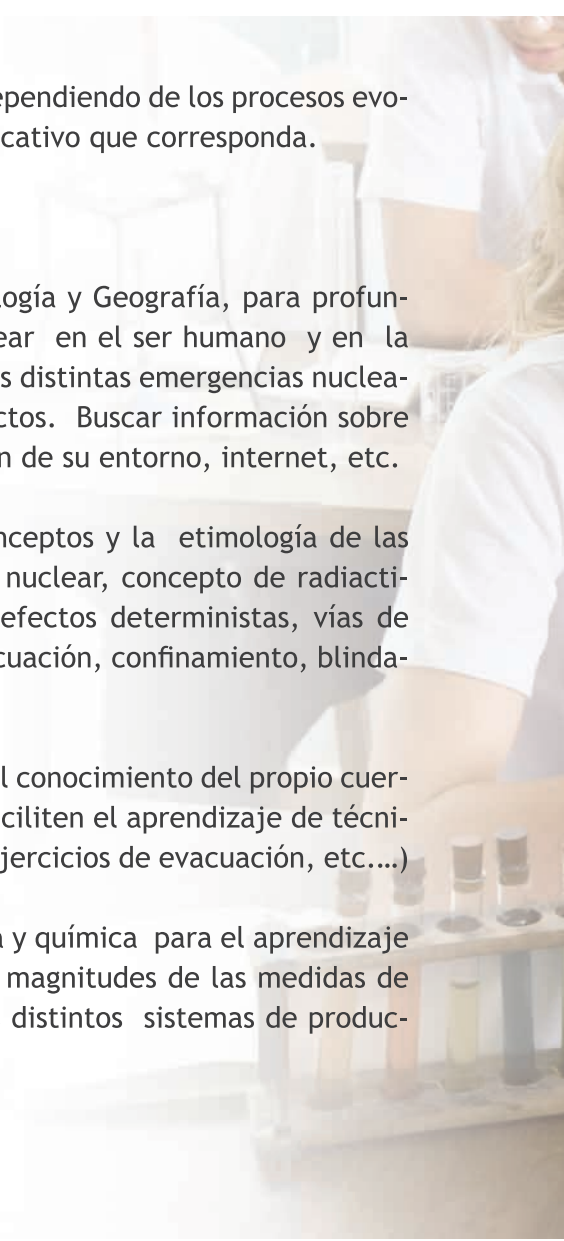 ependiendo de los procesos evo-
cativo que corresponda.
logía y Geografía, para profun-
ear en el ser humano y en la
s distintas emergencias nuclea-
ctos. Buscar información sobre
n de su entorno, internet, etc.
nceptos y la etimología de las
nuclear, concepto de radiacti-
efectos deterministas, vías de
cuación, confinamiento, blinda-
l conocimiento del propio cuer-
ciliten el aprendizaje de técni-
jercicios de evacuación, etc.…)
a y química para el aprendizaje
magnitudes de las medidas de
distintos sistemas de produc-